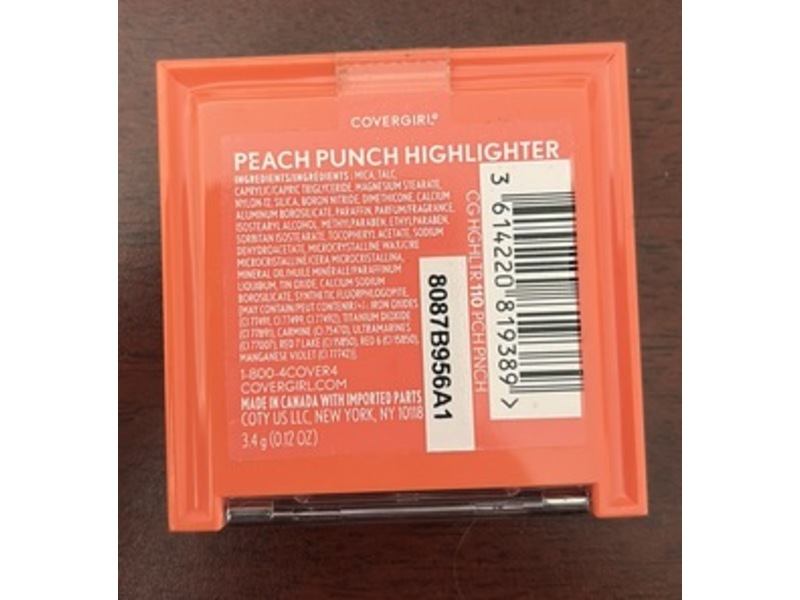 COVERGIRL®
PEACH PUNCH HIGHLIGHTER
INGREDIENTS/INGRÉDIENTS : MICA, TALC,
CAPRYLIC/CAPRIC TRIGLYCERIDE, MAGNESIUM STEARATE,
NYLON-12, SILICA, BORON NITRIDE, DIMETHICONE, CALCIUM
ALUMINUM BOROSILICATE, PARAFFIN, PARFUM/FRAGRANCE,
ISOSTEARYL ALCOHOL, METHYLPARABEN, ETHYLPARABEN,
SORBITAN ISOSTEARATE, TOCOPHERYL ACETATE, SODIUM
DEHYDROACETATE, MICROCRYSTALLINE WAX/CIRE
MICROCRISTALLINE/CERA MICROCRISTALLINA,
MINERAL OIL/HUILE MINÉRALE/PARAFFINUM
LIQUIDUM, TIN OXIDE, CALCIUM SODIUM
BOROSILICATE, SYNTHETIC FLUORPHLOGOPITE,
[MAY CONTAIN/PEUT CONTENIR/+/-: IRON OXIDES
(CI 77491, CI 77499, CI 77492), TITANIUM DIOXIDE
(CI 77891), CARMINE (CI 75470), ULTRAMARINES
(CI 77007), RED 7 LAKE (CI 15850), RED 6 (CI 15850),
MANGANESE VIOLET (CI 77742)].
1-800-4COVER4
COVERGIRL.COM
MADE IN CANADA WITH IMPORTED PARTS
COTY US LLC, NEW YORK, NY 10118
3.4 g (0.12 OZ)
8087B956A1
CG HGHLTR 110 PCH PNCH
3 614220 819389 >